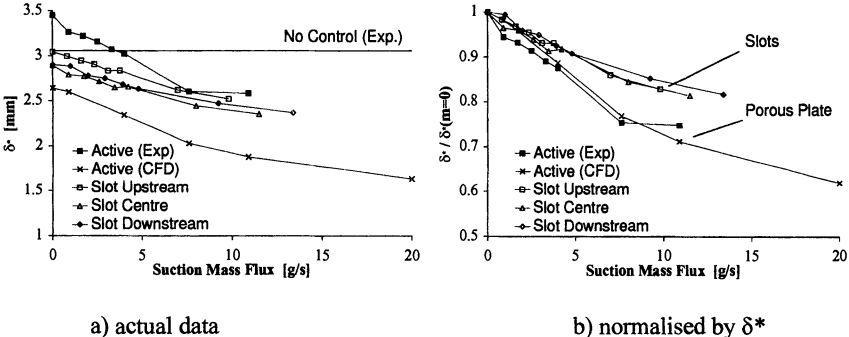 3.5
3
2.5
2
1.5
1
δ* [mm]
No Control (Exp.)
Active (Exp)
Active (CFD)
Slot Upstream
Slot Centre
Slot Downstream
0 5 10 15 20
Suction Mass Flux [g/s]
a) actual data
1
0.9
0.8
0.7
0.6
0.5
δ* / δ*(m=0)
Slots
Porous Plate
Active (Exp)
Active (CFD)
Slot Upstream
Slot Centre
Slot Downstream
0 5 10 15 20
Suction Mass Flux [g/s]
b) normalised by δ*